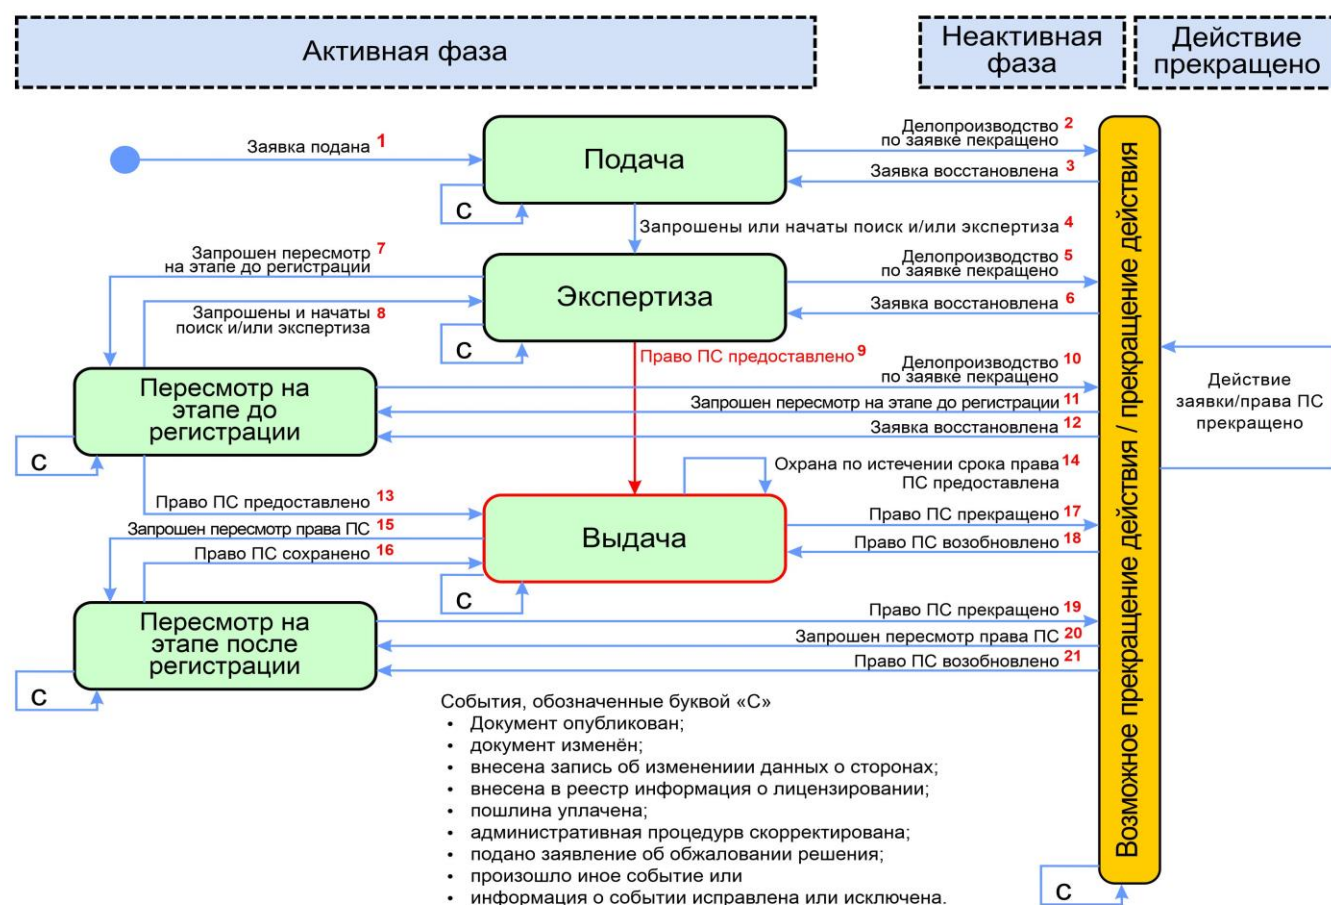 Активная фаза
Неактивная
фаза
Действие
прекращено
Заявка подана 1
Подача
Делопроизводство 2
по заявке пекращено
Заявка восстановлена 3
С
Запрошены или начаты поиск и/или экспертиза 4
Запрошен пересмотр 7
на этапе до регистрации
Экспертиза
Делопроизводство 5
по заявке пекращено
Заявка восстановлена 6
Запрошены и начаты 8
поиск и/или экспертиза
С
Право ПС предоставлено 9
Делопроизводство 10
по заявке пекращено
Пересмотр на
этапе до
регистрации
Запрошен пересмотр на этапе до регистрации 11
Заявка восстановлена 12
С
Действие
заявки/права ПС
прекращено
Возможное прекращение действия / прекращение действия
Охрана по истечении срока права 14
ПС предоставлена
Право ПС предоставлено 13
Запрошен пересмотр права ПС 15
Право ПС сохранено 16
Выдача
Право ПС прекращено 17
Право ПС возобновлено 18
С
Пересмотр на
этапе после
регистрации
Право ПС прекращено 19
Запрошен пересмотр права ПС 20
Право ПС возобновлено 21
С
События, обозначенные буквой «С»
• Документ опубликован;
• документ изменён;
• внесена запись об изменениии данных о сторонах;
• внесена в реестр информация о лицензировании;
• пошлина уплачена;
• административная процедурв скорректирована;
• подано заявление об обжаловании решения;
• произошло иное событие или
• информация о событии исправлена или исключена.
С